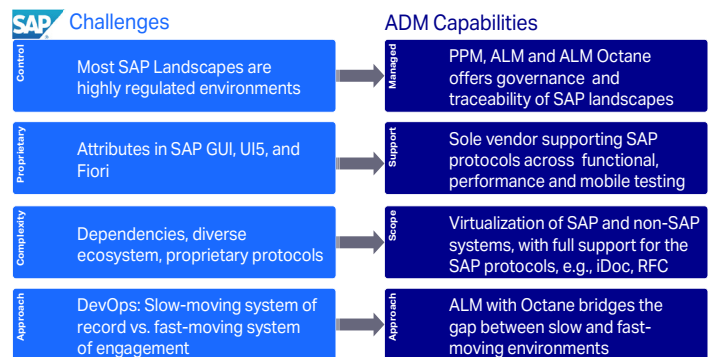 SAP Challenges
ADM Capabilities
Control
Most SAP Landscapes are
highly regulated environments
Managed
PPM, ALM and ALM Octane
offers governance and
traceability of SAP landscapes
Proprietary
Attributes in SAP GUI, UI5, and
Fiori
Support
Sole vendor supporting SAP
protocols across functional,
performance and mobile testing
Complexity
Dependencies, diverse
ecosystem, proprietary protocols
Scope
Virtualization of SAP and non-SAP
systems, with full support for the
SAP protocols, e.g., iDoc, RFC
Approach
DevOps: Slow-moving system of
record vs. fast-moving system
of engagement
Approach
ALM with Octane bridges the
gap between slow and fast-
moving environments